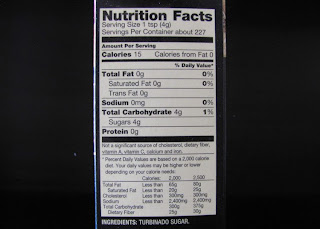 Nutrition Facts
Serving Size 1 tsp (4g)
Servings Per Container about 227
Amount Per Serving
Calories 15 Calories from Fat 0
% Daily Value*
Total Fat 0g 0%
Saturated Fat 0g 0%
Trans Fat 0g
Sodium 0mg 0%
Total Carbohydrate 4g 1%
Sugars 4g
Protein 0g
Not a significant source of cholesterol, dietary fiber,
vitamin A, vitamin C, calcium and iron.
* Percent Daily Values are based on a 2,000 calorie
diet. Your daily values may be higher or lower
depending on your calorie needs:
Calories: 2,000 2,500
Total Fat Less than 65g 80g
Saturated Fat Less than 20g 25g
Cholesterol Less than 300mg 300mg
Sodium Less than 2,400mg 2,400mg
Total Carbohydrate 300g 375g
Dietary Fiber 25g 30g
INGREDIENTS: TURBINADO SUGAR.